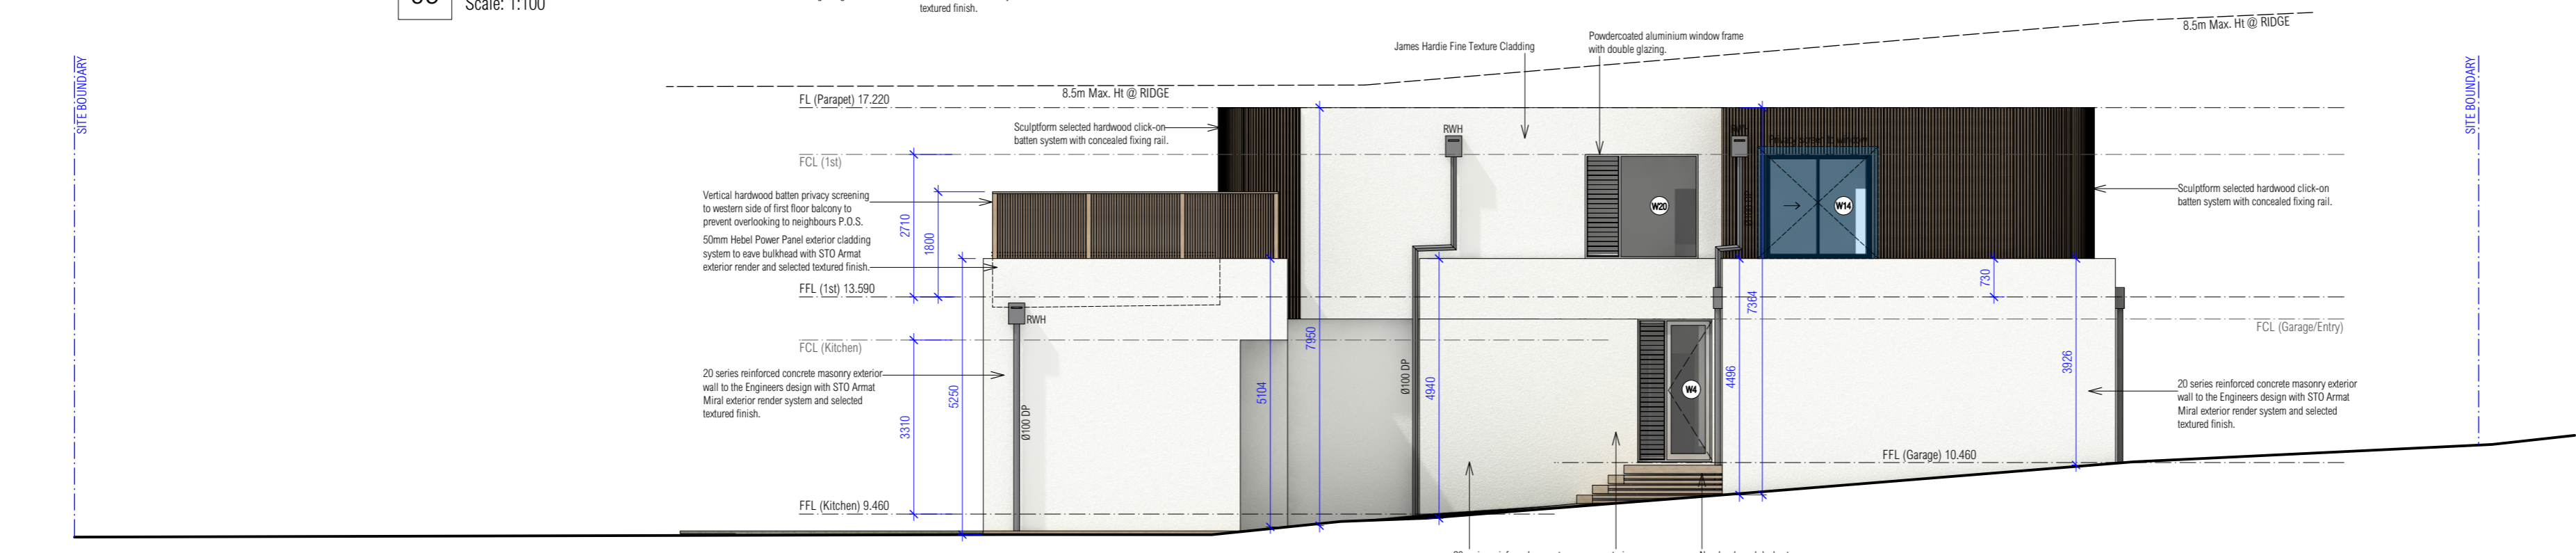 Scale: 1:100
textured finish.
8.5m Max. Ht @ RIDGE
James Hardie Fine Texture Cladding
Powdercoated aluminium window frame
with double glazing.
SITE BOUNDARY
SITE BOUNDARY
8.5m Max. Ht @ RIDGE
FL (Parapet) 17.220
Sculptform selected hardwood click-on
batten system with concealed fixing rail.
RWH
Privacy screen to window
FCL (1st)
Vertical hardwood batten privacy screening
to western side of first floor balcony to
prevent overlooking to neighbours P.O.S.
50mm Hebel Power Panel exterior cladding
system to eave bulkhead with STO Armat
exterior render and selected textured finish.
2710
1800
W20
W14
Ø100 DP
Sculptform selected hardwood click-on
batten system with concealed fixing rail.
FFL (1st) 13.590
730
7364
RWH
FCL (Garage/Entry)
FCL (Kitchen)
7950
20 series reinforced concrete masonry exterior
wall to the Engineers design with STO Armat
Miral exterior render system and selected
textured finish.
3310
5250
Ø100 DP
5104
Ø100 DP
4940
W4
4496
3926
20 series reinforced concrete masonry exterior
wall to the Engineers design with STO Armat
Miral exterior render system and selected
textured finish.
FFL (Garage) 10.460
FFL (Kitchen) 9.460